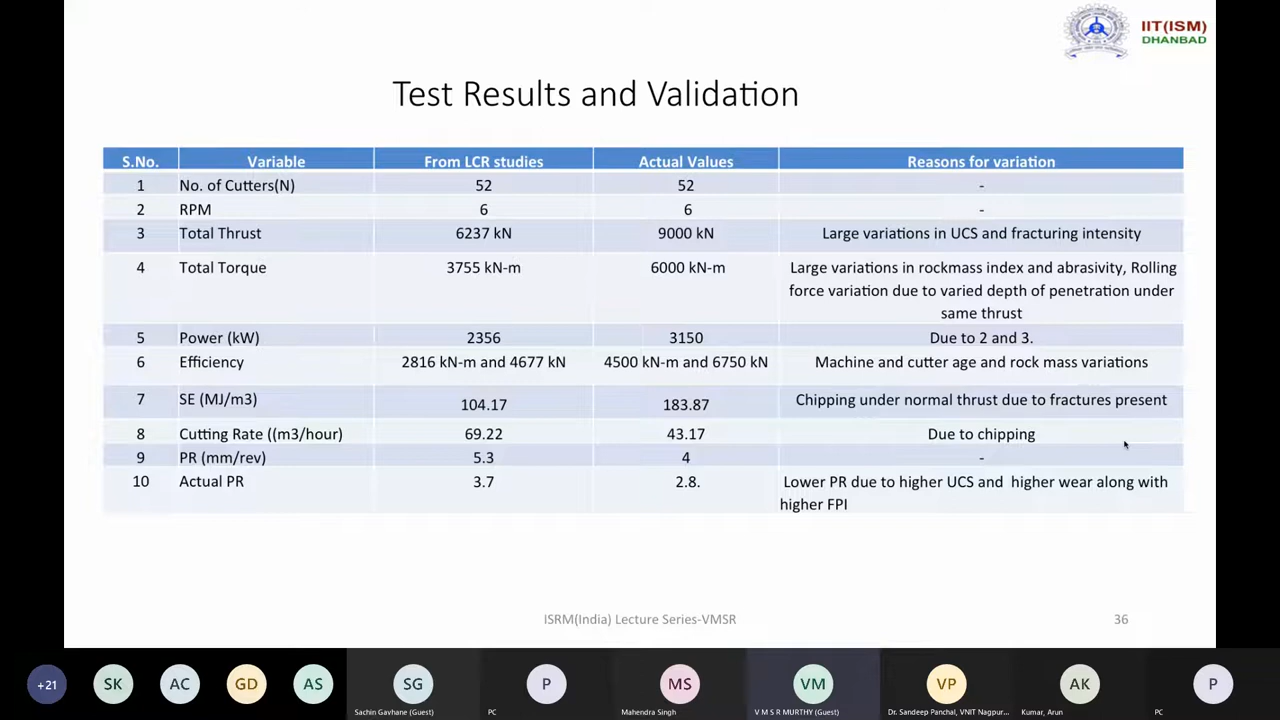 IIT(ISM)
DHANBAD
Test Results and Validation
S.No. Variable From LCR studies Actual Values Reasons for variation
1 No. of Cutters(N) 52 52 -
2 RPM 6 6 -
3 Total Thrust 6237 kN 9000 kN Large variations in UCS and fracturing intensity
4 Total Torque 3755 kN-m 6000 kN-m Large variations in rockmass index and abrasivity, Rolling
force variation due to varied depth of penetration under
same thrust
5 Power (kW) 2356 3150 Due to 2 and 3.
6 Efficiency 2816 kN-m and 4677 kN 4500 kN-m and 6750 kN Machine and cutter age and rock mass variations
7 SE (MJ/m3) 104.17 183.87 Chipping under normal thrust due to fractures present
8 Cutting Rate ((m3/hour) 69.22 43.17 Due to chipping
9 PR (mm/rev) 5.3 4 -
10 Actual PR 3.7 2.8. Lower PR due to higher UCS and higher wear along with
higher FPI
ISRM(India) Lecture Series-VMSR 36
+21 SK AC GD AS SG P MS VM VP AK P
Sachin Gavhane (Guest) PC Mahendra Singh V M S R MURTHY (Guest) Dr. Sandeep Panchal, VNIT Nagpur... Kumar, Arun PC